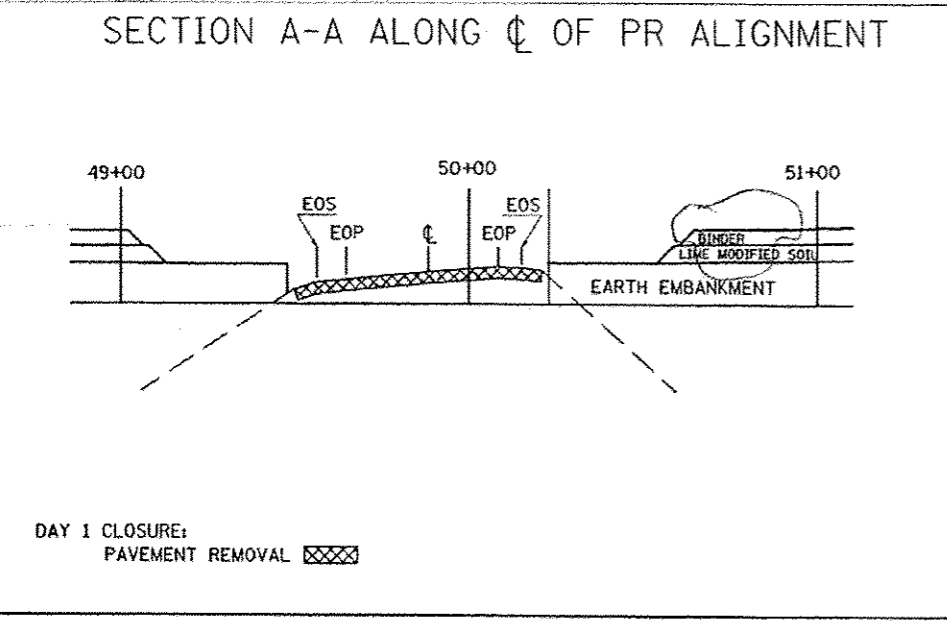 SECTION A-A ALONG ℄ OF PR ALIGNMENT
49+00
50+00
51+00
EOS
EOP
℄
EOP
EOS
BINDER
LIME MODIFIED SOIL
EARTH EMBANKMENT
DAY 1 CLOSURE:
PAVEMENT REMOVAL